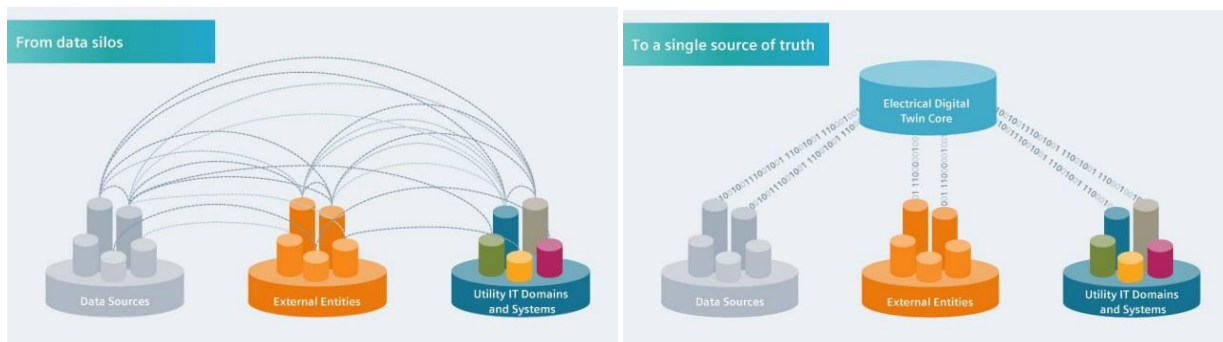 From data silos
Data Sources
External Entities
Utility IT Domains
and Systems
To a single source of truth
Electrical Digital
Twin Core
Data Sources
External Entities
Utility IT Domains
and Systems